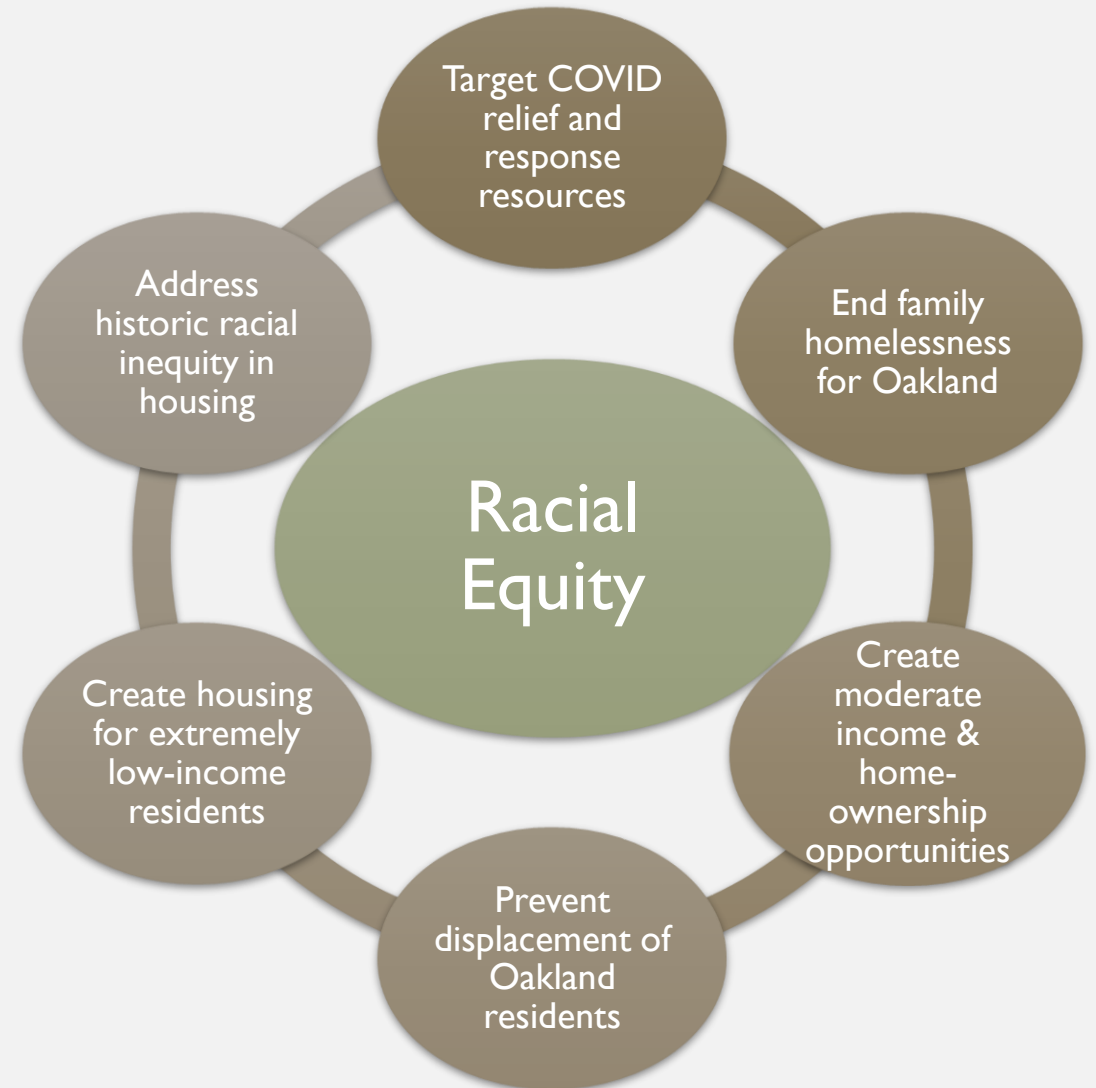 Target COVID
relief and
response
resources
End family
homelessness
for Oakland
Create
moderate
income &
home-
ownership
opportunities
Prevent
displacement of
Oakland
residents
Create housing
for extremely
low-income
residents
Address
historic racial
inequity in
housing
Racial
Equity